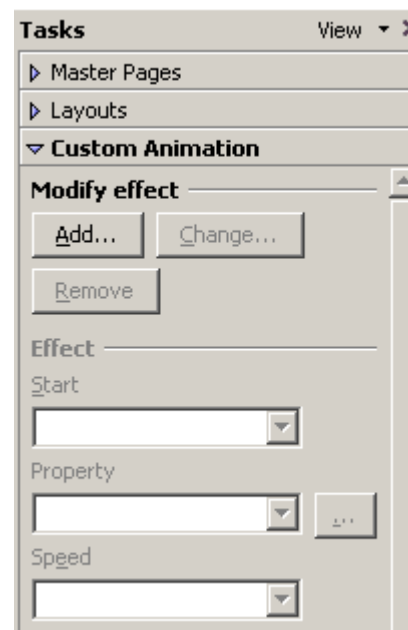 Tasks View
Master Pages
Layouts
Custom Animation
Modify effect
Add... Change...
Remove
Effect
Start
Property
...
Speed